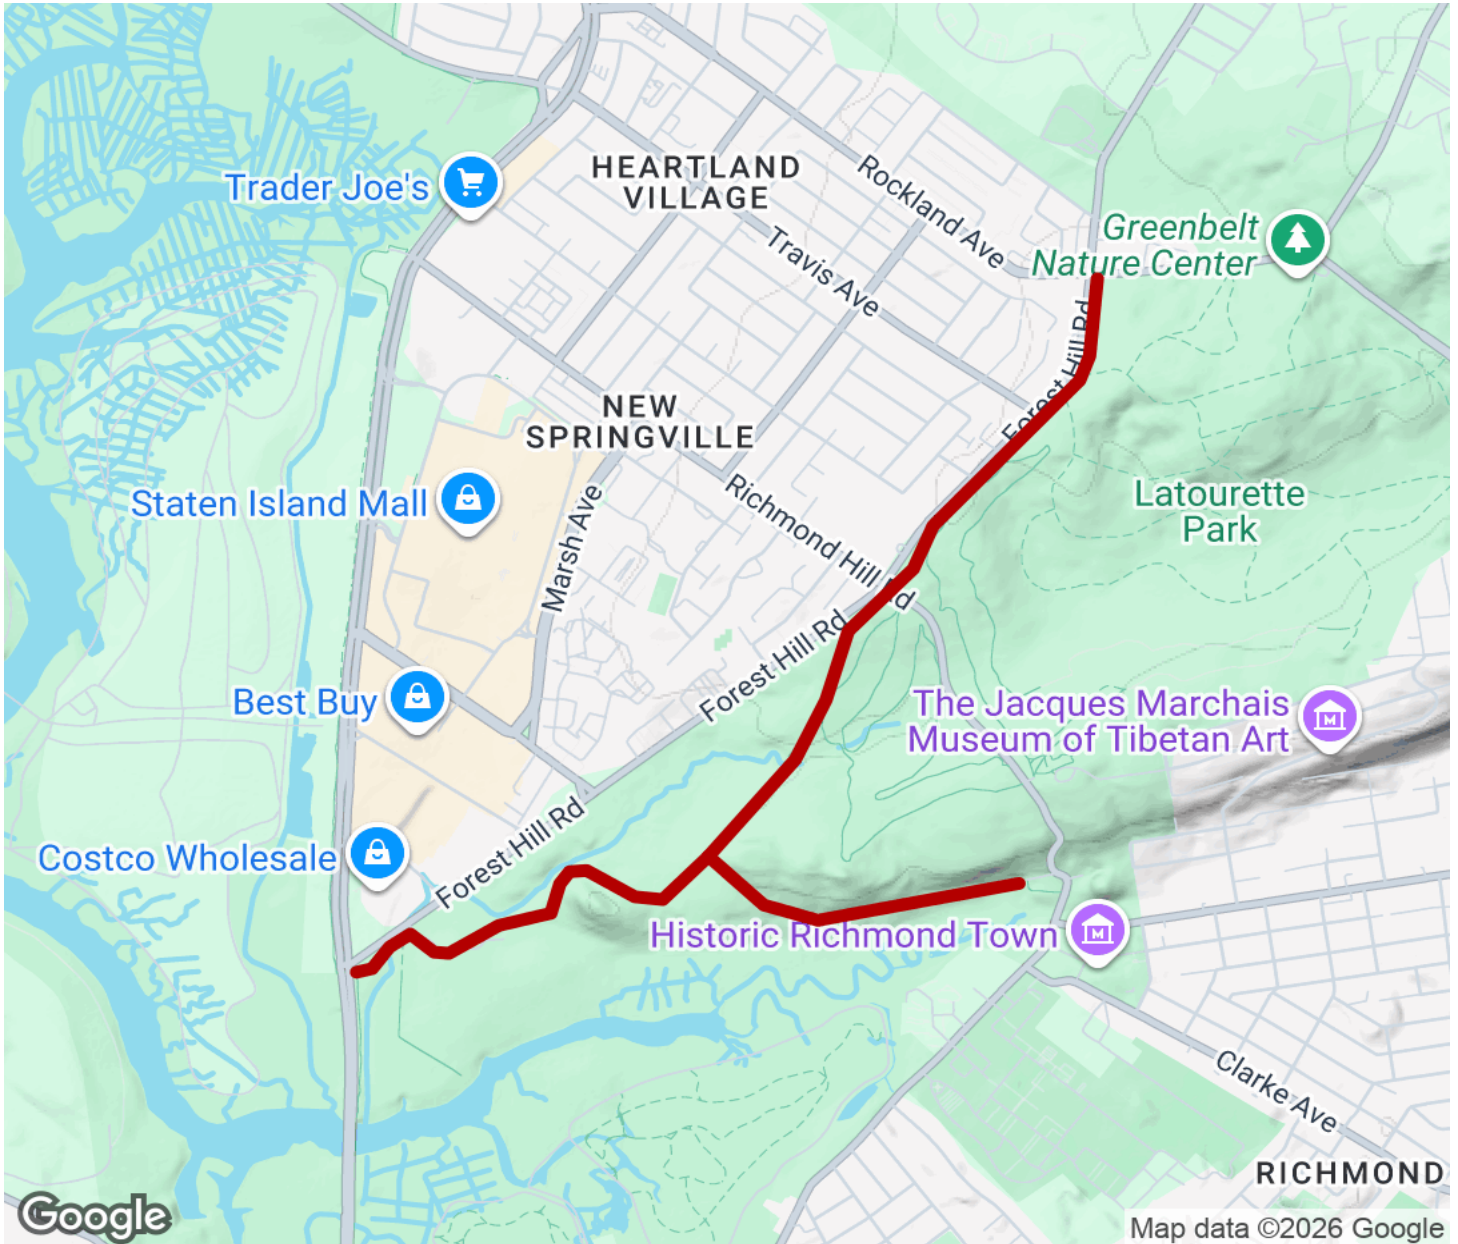 HEARTLAND
VILLAGE
Trader Joe's
Rockland Ave
Greenbelt
Nature Center
Travis Ave
Forest Hill Rd
NEW
SPRINGVILLE
Staten Island Mall
Marsh Ave
Richmond Hill Rd
Latourette
Park
Forest Hill Rd
Best Buy
The Jacques Marchais
Museum of Tibetan Art
Forest Hill Rd
Costco Wholesale
Historic Richmond Town
Clarke Ave
RICHMOND
Google
Map data ©2026 Google